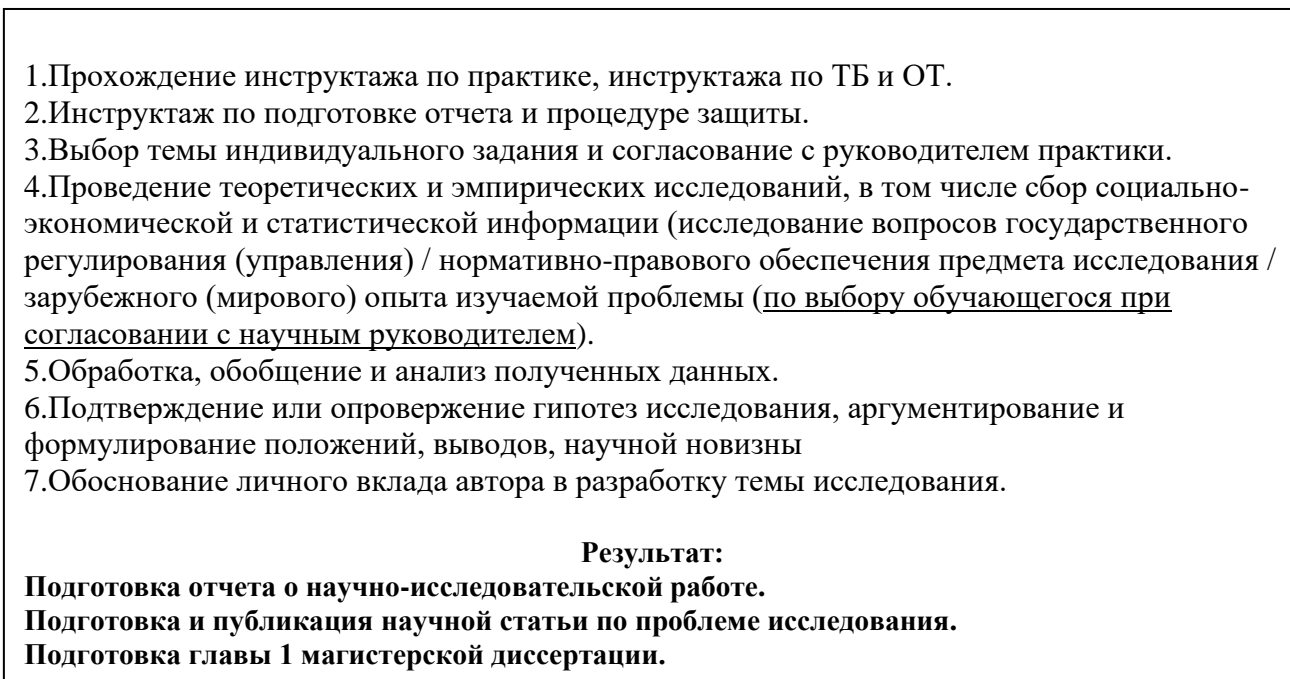 1.Прохождение инструктажа по практике, инструктажа по ТБ и ОТ.
2.Инструктаж по подготовке отчета и процедуре защиты.
3.Выбор темы индивидуального задания и согласование с руководителем практики.
4.Проведение теоретических и эмпирических исследований, в том числе сбор социально-
экономической и статистической информации (исследование вопросов государственного
регулирования (управления) / нормативно-правового обеспечения предмета исследования /
зарубежного (мирового) опыта изучаемой проблемы (по выбору обучающегося при
согласовании с научным руководителем).
5.Обработка, обобщение и анализ полученных данных.
6.Подтверждение или опровержение гипотез исследования, аргументирование и
формулирование положений, выводов, научной новизны
7.Обоснование личного вклада автора в разработку темы исследования.
Результат:
Подготовка отчета о научно-исследовательской работе.
Подготовка и публикация научной статьи по проблеме исследования.
Подготовка главы 1 магистерской диссертации.